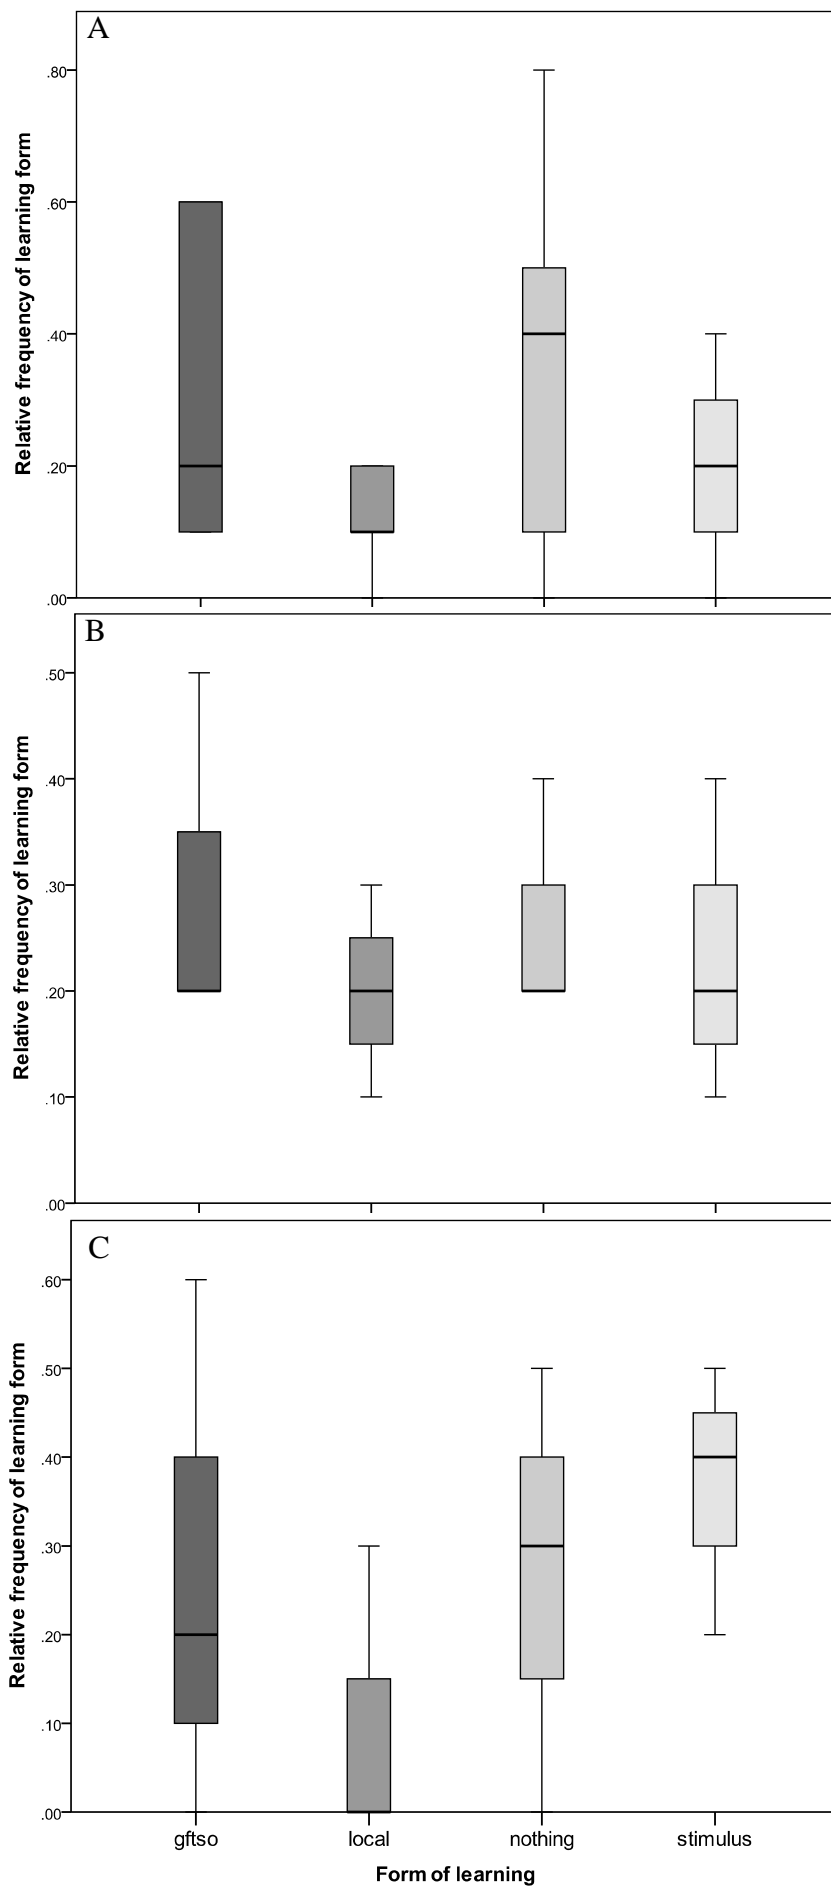 A
Relative frequency of learning form
.80
.60
.40
.20
.00
B
Relative frequency of learning form
.50
.40
.30
.20
.10
.00
C
Relative frequency of learning form
.60
.50
.40
.30
.20
.10
.00
gftso local nothing stimulus
Form of learning